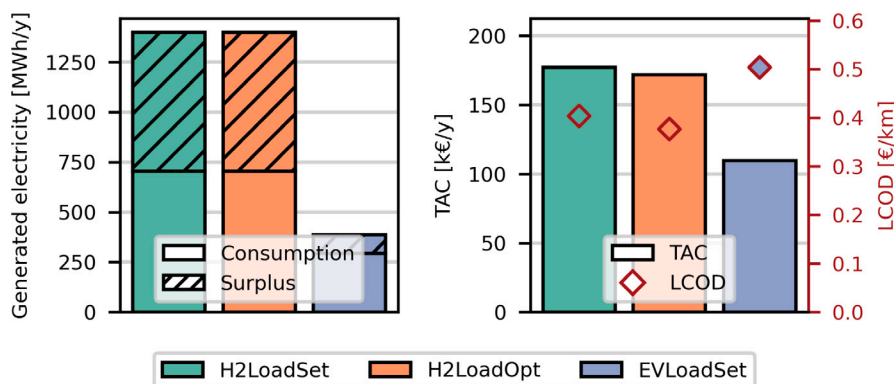 Generated electricity [MWh/y]
1250
1000
750
500
250
0
Consumption
Surplus
TAC [k€/y]
200
150
100
50
0
TAC
LCOD
LCOD [€/km]
0.6
0.5
0.4
0.3
0.2
0.1
0.0
H2LoadSet H2LoadOpt EVLoadSet